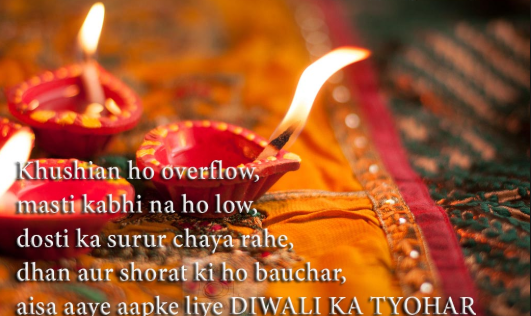 Khushian ho overflow,
masti kabhi na ho low,
dosti ka surur chaya rahe,
dhan aur shorat ki ho bauchar,
aisa aaye aapke liye DIWALI KA TYOHAR